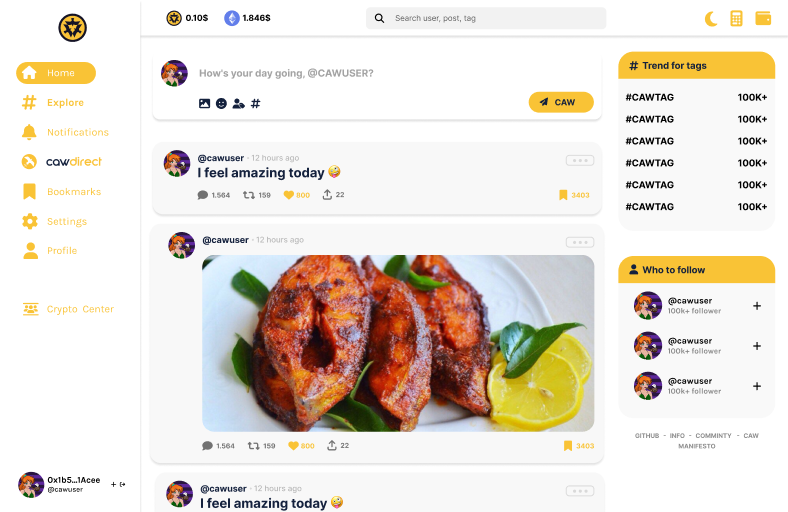 0.10$ 1.846$ Search user, post, tag
Home
Explore
Notifications
cawdirect
Bookmarks
Settings
Profile
Crypto Center
0x1b5...1Acee
@cawuser
How's your day going, @CAWUSER?
CAW
@cawuser · 12 hours ago
I feel amazing today 🤪
1.564 159 800 22 3403
@cawuser · 12 hours ago
1.564 159 800 22 3403
@cawuser · 12 hours ago
I feel amazing today 🤪
# Trend for tags
#CAWTAG 100K+
#CAWTAG 100K+
#CAWTAG 100K+
#CAWTAG 100K+
#CAWTAG 100K+
#CAWTAG 100K+
Who to follow
@cawuser
100k+ follower
@cawuser
100k+ follower
@cawuser
100k+ follower
GITHUB - INFO - COMMINTY - CAW
MANIFESTO